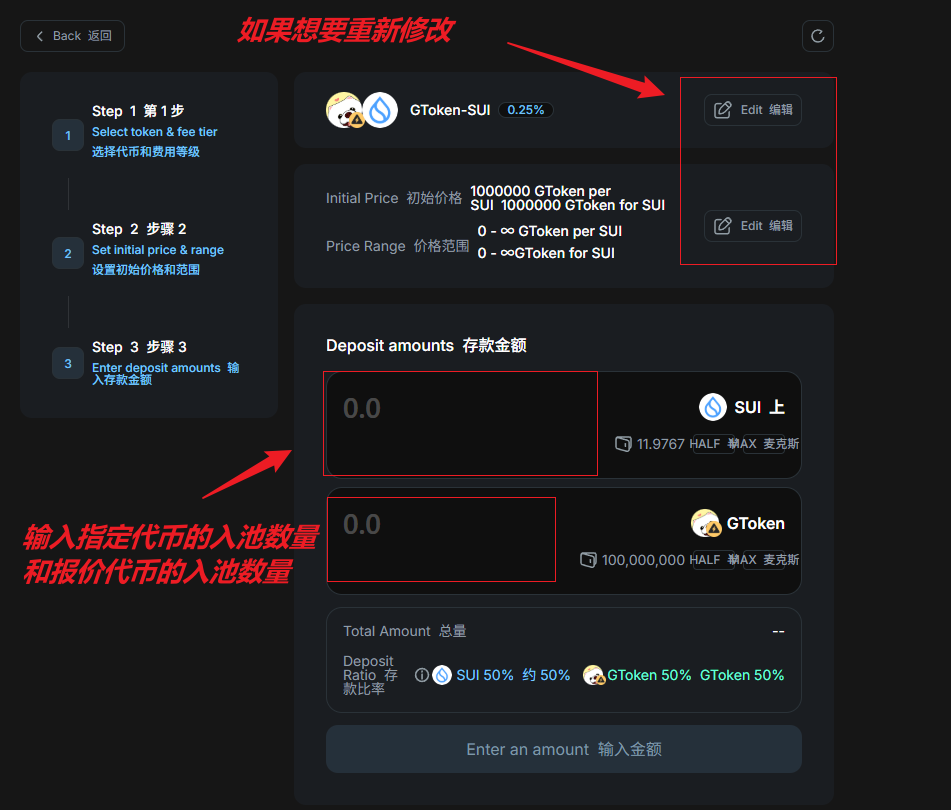 如果想要重新修改
Back 返回
Step 1 第 1 步
1
Select token & fee tier
选择代币和费用等级
Step 2 步骤 2
2
Set initial price & range
设置初始价格和范围
Step 3 步骤 3
3
Enter deposit amounts 输
入存款金额
GToken-SUI 0.25%
Edit 编辑
Initial Price 初始价格
1000000 GToken per
SUI 1000000 GToken for SUI
Edit 编辑
Price Range 价格范围
0 - ∞ GToken per SUI
0 - ∞GToken for SUI
Deposit amounts 存款金额
0.0
SUI 上
11.9767 HALF MAX 麦克斯
0.0
GToken
100,000,000 HALF MAX 麦克斯
输入指定代币的入池数量
和报价代币的入池数量
Total Amount 总量
--
Deposit
Ratio 存
款比率
SUI 50% 约 50%
GToken 50% GToken 50%
Enter an amount 输入金额